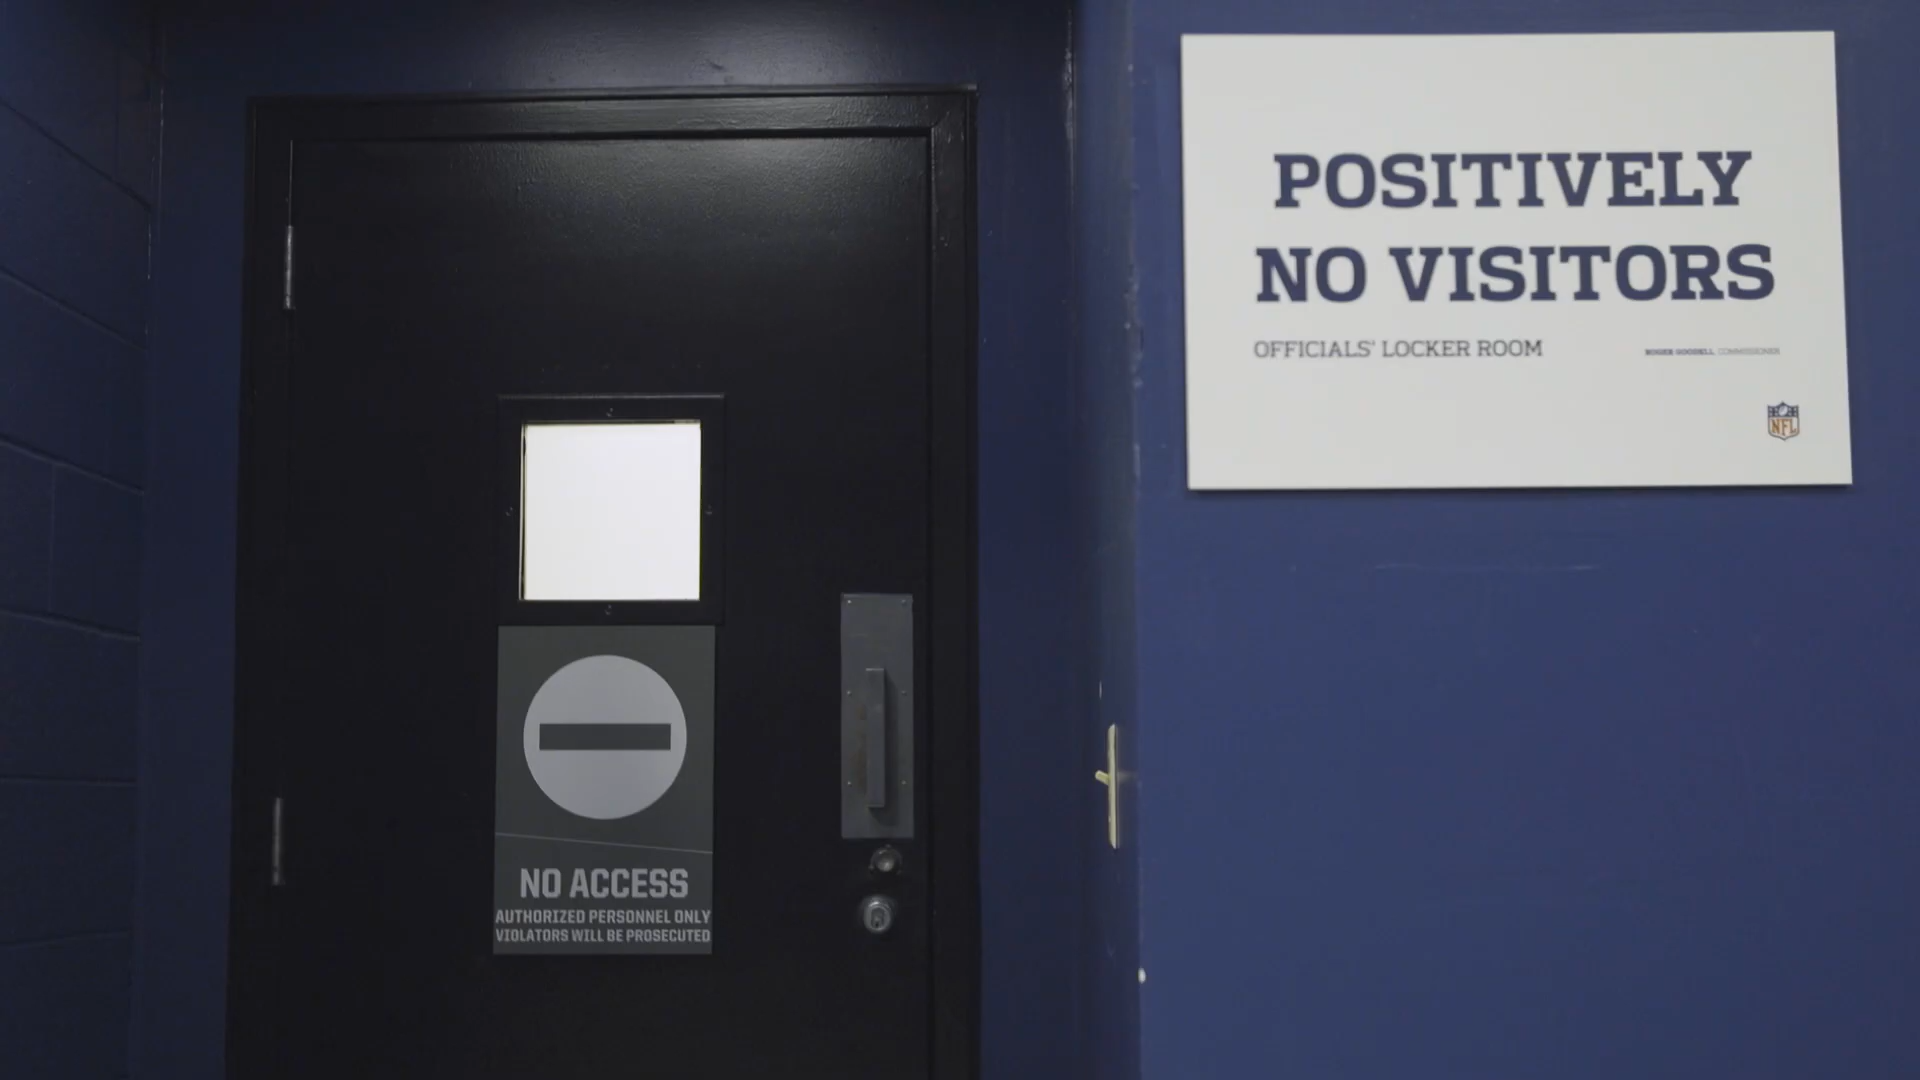 POSITIVELY
NO VISITORS
OFFICIALS' LOCKER ROOM
ROGER GOODELL, COMMISSIONER
NFL
NO ACCESS
AUTHORIZED PERSONNEL ONLY
VIOLATORS WILL BE PROSECUTED